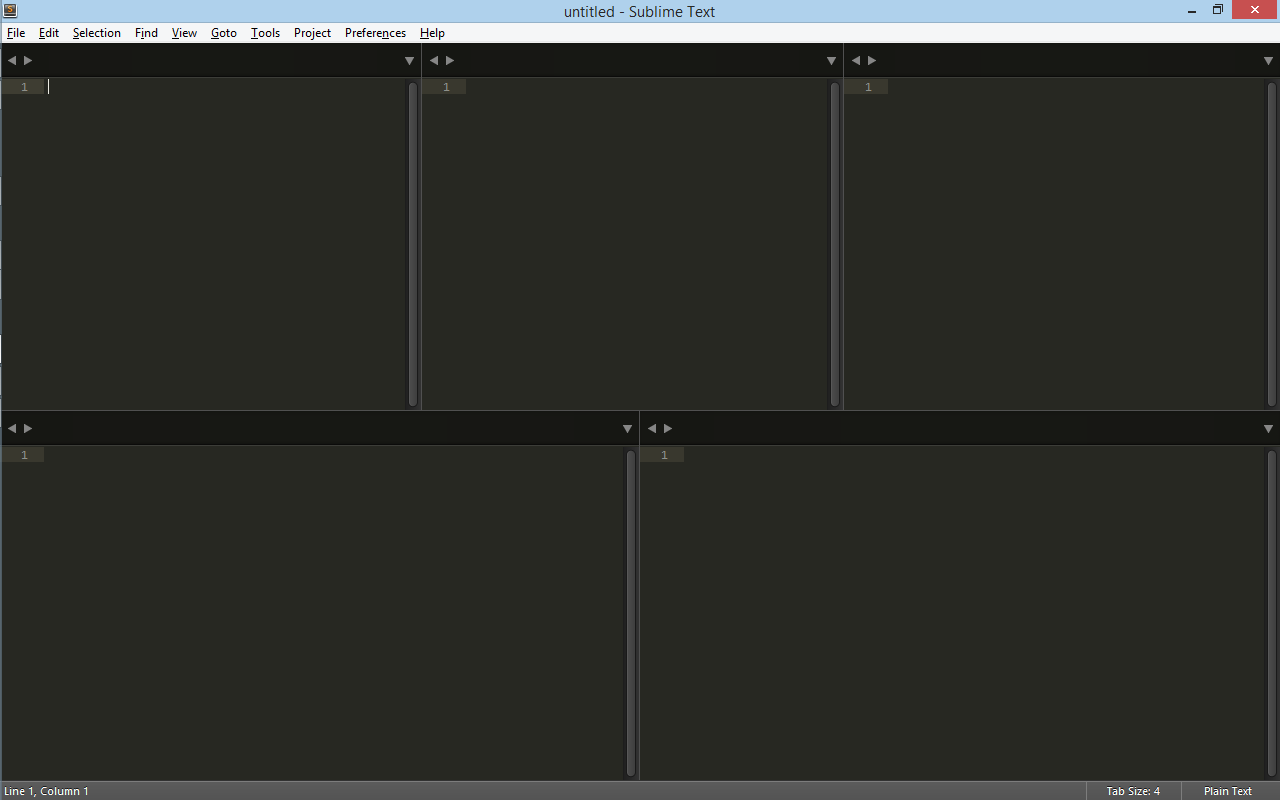 untitled - Sublime Text
File Edit Selection Find View Goto Tools Project Preferences Help
1 1 1
1 1
Line 1, Column 1 Tab Size: 4 Plain Text